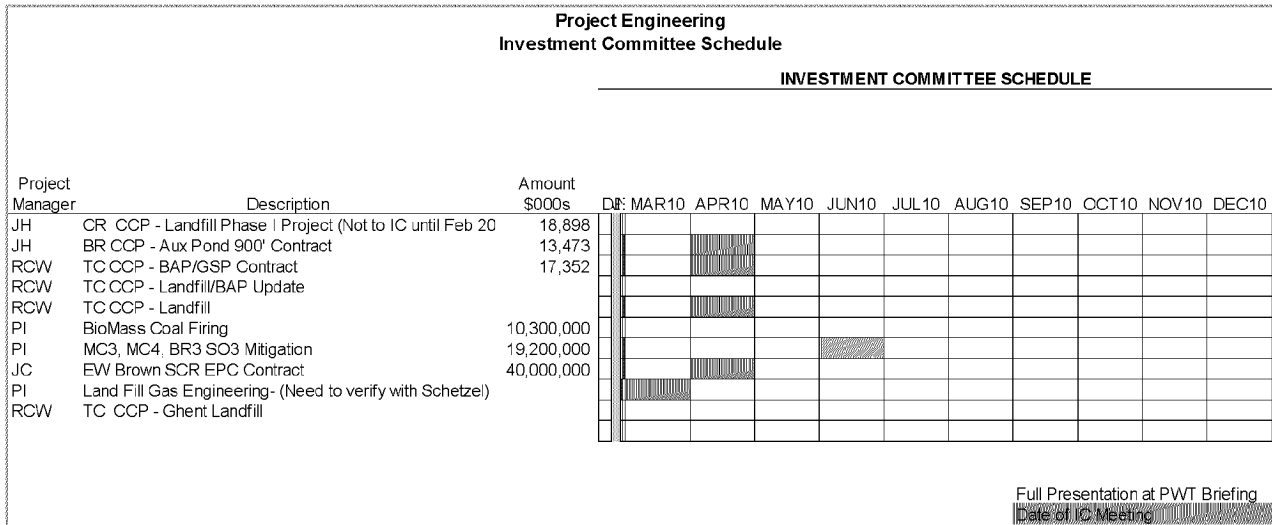 Project Engineering
Investment Committee Schedule
INVESTMENT COMMITTEE SCHEDULE
Project Manager Description Amount $000s MAR10 APR10 MAY10 JUN10 JUL10 AUG10 SEP10 OCT10 NOV10 DEC10
JH CR CCP - Landfill Phase I Project (Not to IC until Feb 20 18,898
JH BR CCP - Aux Pond 900' Contract 13,473
RCW TC CCP - BAP/GSP Contract 17,352
RCW TC CCP - Landfill/BAP Update
RCW TC CCP - Landfill
PI BioMass Coal Firing 10,300,000
PI MC3, MC4, BR3 SO3 Mitigation 19,200,000
JC EW Brown SCR EPC Contract 40,000,000
PI Land Fill Gas Engineering- (Need to verify with Schetzel)
RCW TC CCP - Ghent Landfill
Full Presentation at PWT Briefing
Date of IC Meeting